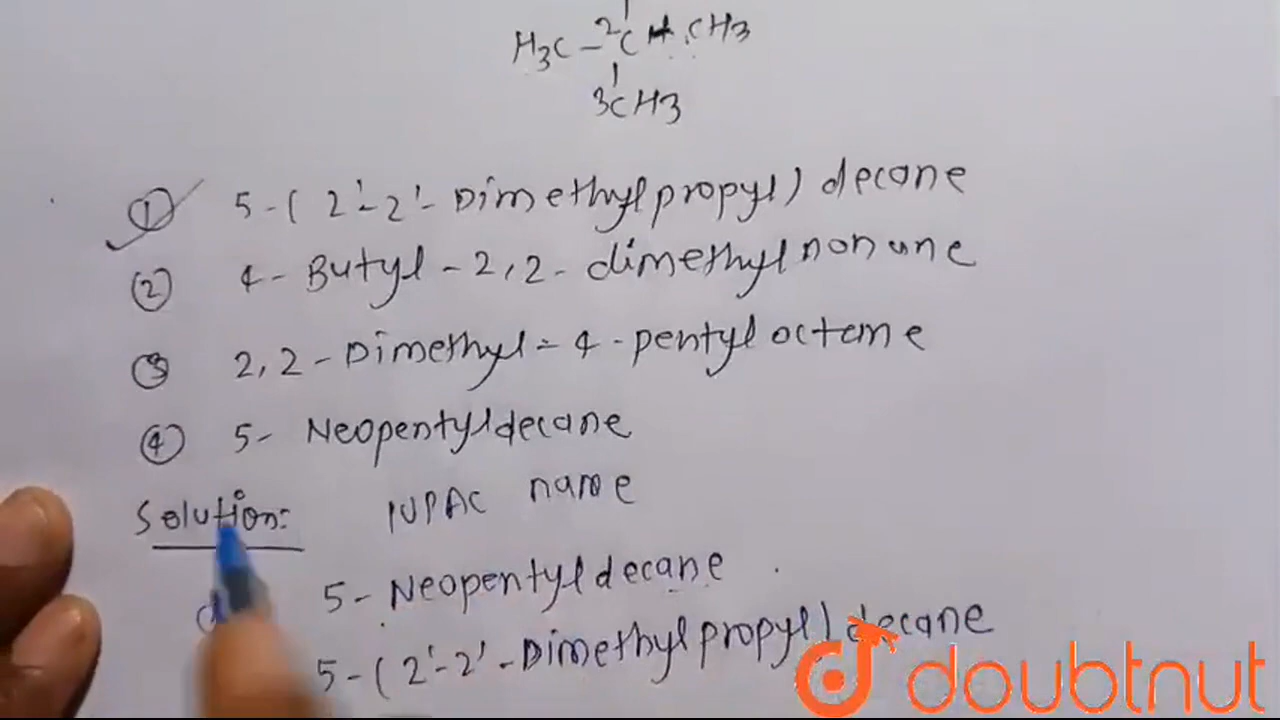 H3C - 2C H . CH3
3CH3
① 5 - ( 2' - 2' - Dimethylpropyl ) decane
② 4 - Butyl - 2 , 2 - dimethylnonane
③ 2, 2 - Dimethyl - 4 - pentyloctane
④ 5 - Neopentyldecane
Solution: IUPAC name
5 - Neopentyldecane .
5 - ( 2' - 2' - Dimethylpropyl ) decane
doubtnut